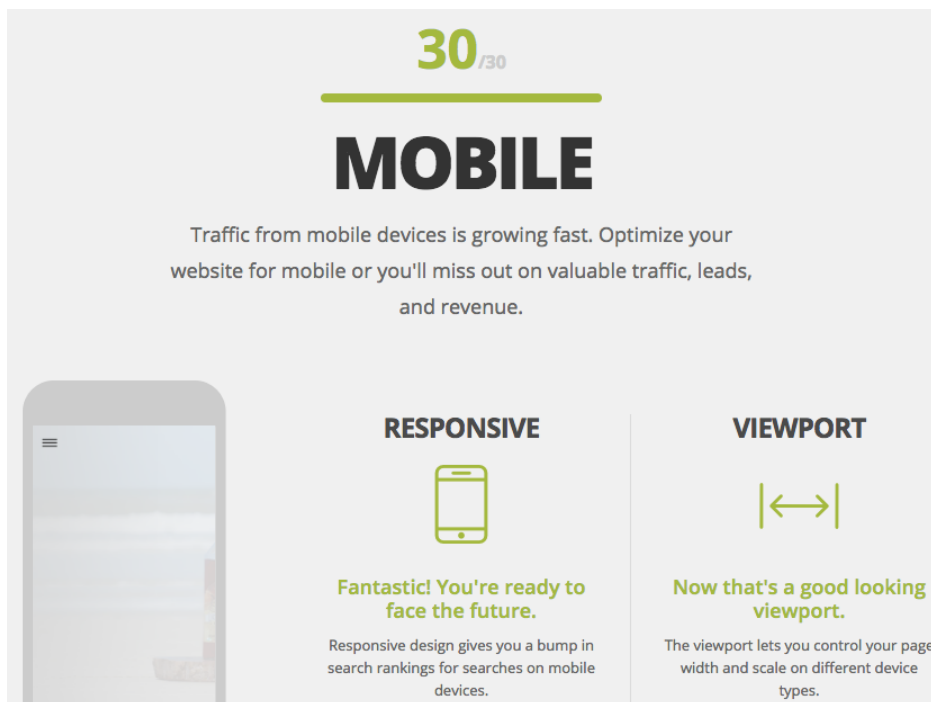 30/30
MOBILE
Traffic from mobile devices is growing fast. Optimize your
website for mobile or you'll miss out on valuable traffic, leads,
and revenue.
RESPONSIVE
Fantastic! You're ready to
face the future.
Responsive design gives you a bump in
search rankings for searches on mobile
devices.
VIEWPORT
Now that's a good looking
viewport.
The viewport lets you control your page
width and scale on different device
types.